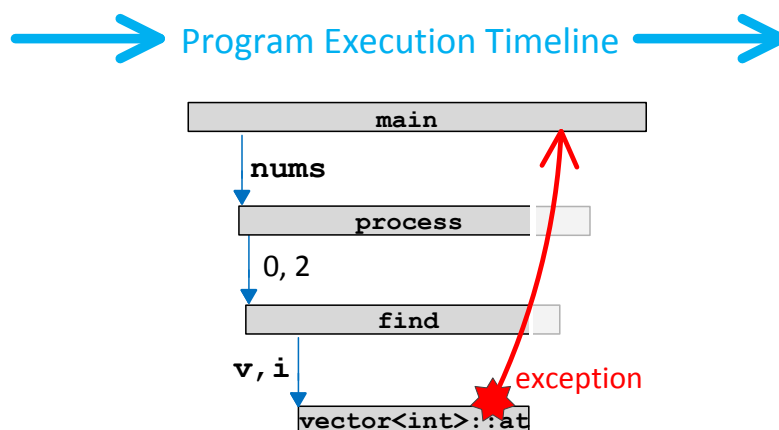 Program Execution Timeline
main
nums
process
0, 2
find
v, i
exception
vector<int>::at